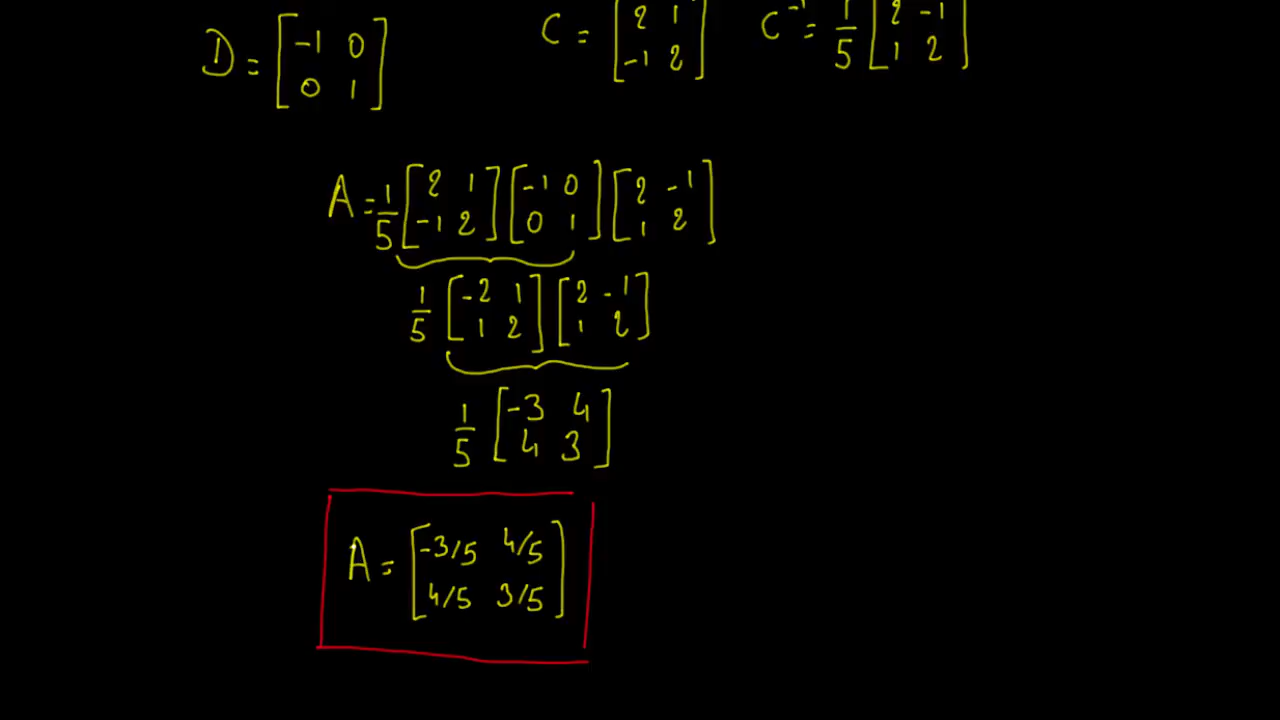 D = [-1 0; 0 1] C = [2 1; -1 2] C⁻¹ = 1/5 [2 -1; 1 2]
A = 1/5 [2 1; -1 2] [-1 0; 0 1] [2 -1; 1 2]
1/5 [-2 1; 1 2] [2 -1; 1 2]
1/5 [-3 4; 4 3]
A = [-3/5 4/5; 4/5 3/5]